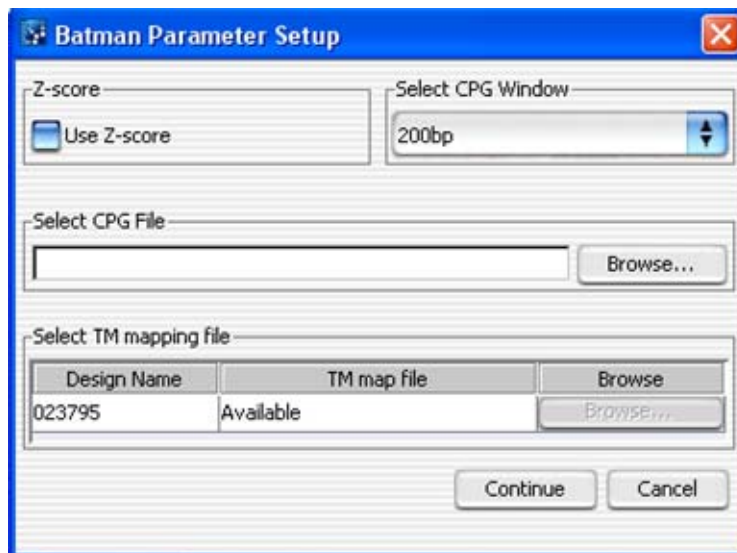 Batman Parameter Setup
Z-score
Select CPG Window
Use Z-score
200bp
Select CPG File
Browse...
Select TM mapping file
Design Name TM map file Browse
023795 Available Browse...
Continue Cancel